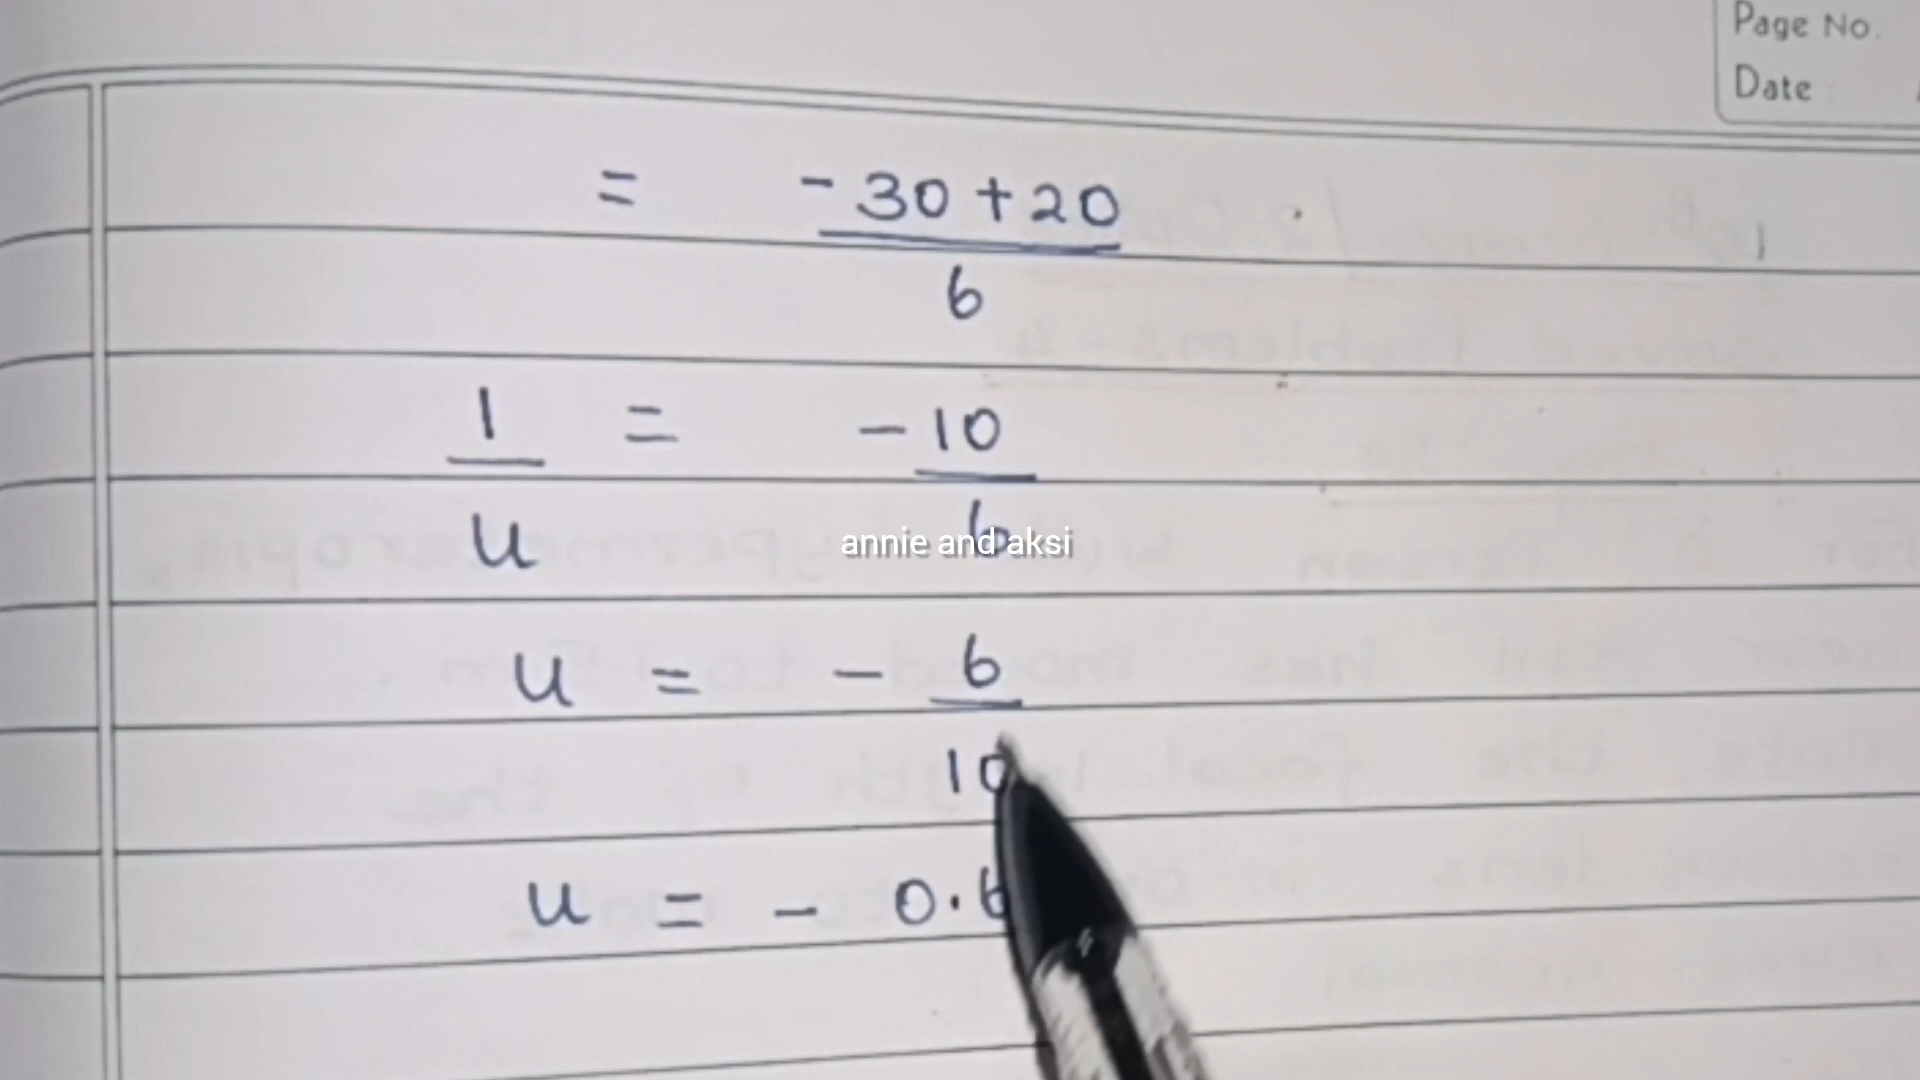 Page No.
Date
= -30+20
6
1 = -10
u 6
annie and aksi
u = - 6
10
u = - 0.6